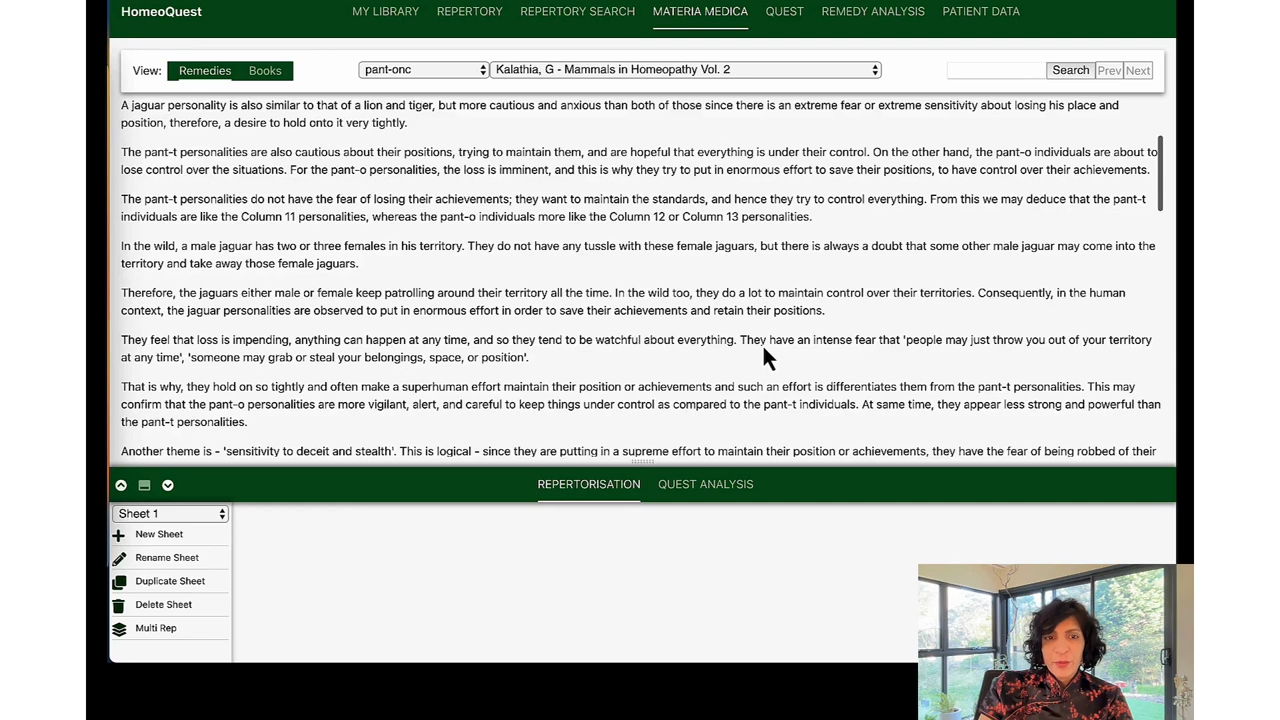 HomeoQuest
MY LIBRARY REPERTORY REPERTORY SEARCH MATERIA MEDICA QUEST REMEDY ANALYSIS PATIENT DATA
View: Remedies Books pant-onc Kalathia, G - Mammals in Homeopathy Vol. 2 Search Prev Next
A jaguar personality is also similar to that of a lion and tiger, but more cautious and anxious than both of those since there is an extreme fear or extreme sensitivity about losing his place and
position, therefore, a desire to hold onto it very tightly.
The pant-t personalities are also cautious about their positions, trying to maintain them, and are hopeful that everything is under their control. On the other hand, the pant-o individuals are about to
lose control over the situations. For the pant-o personalities, the loss is imminent, and this is why they try to put in enormous effort to save their positions, to have control over their achievements.
The pant-t personalities do not have the fear of losing their achievements; they want to maintain the standards, and hence they try to control everything. From this we may deduce that the pant-t
individuals are like the Column 11 personalities, whereas the pant-o individuals more like the Column 12 or Column 13 personalities.
In the wild, a male jaguar has two or three females in his territory. They do not have any tussle with these female jaguars, but there is always a doubt that some other male jaguar may come into the
territory and take away those female jaguars.
Therefore, the jaguars either male or female keep patrolling around their territory all the time. In the wild too, they do a lot to maintain control over their territories. Consequently, in the human
context, the jaguar personalities are observed to put in enormous effort in order to save their achievements and retain their positions.
They feel that loss is impending, anything can happen at any time, and so they tend to be watchful about everything. They have an intense fear that 'people may just throw you out of your territory
at any time', 'someone may grab or steal your belongings, space, or position'.
That is why, they hold on so tightly and often make a superhuman effort maintain their position or achievements and such an effort is differentiates them from the pant-t personalities. This may
confirm that the pant-o personalities are more vigilant, alert, and careful to keep things under control as compared to the pant-t individuals. At same time, they appear less strong and powerful than
the pant-t personalities.
Another theme is - 'sensitivity to deceit and stealth'. This is logical - since they are putting in a supreme effort to maintain their position or achievements, they have the fear of being robbed of their
REPERTORISATION QUEST ANALYSIS
Sheet 1
New Sheet
Rename Sheet
Duplicate Sheet
Delete Sheet
Multi Rep